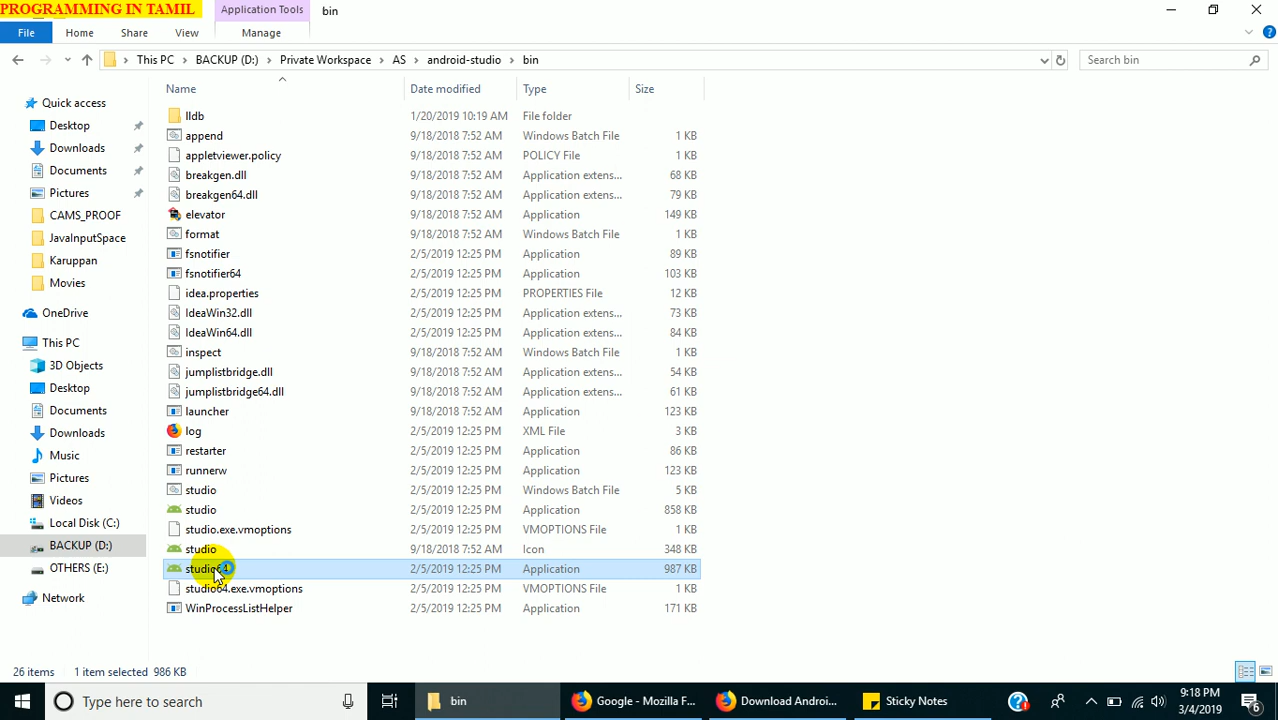 PROGRAMMING IN TAMIL
Application Tools
bin
File
Home
Share
View
Manage
This PC
BACKUP (D:)
Private Workspace
AS
android-studio
bin
Search bin
Name
Date modified
Type
Size
Quick access
Desktop
Downloads
Documents
Pictures
CAMS_PROOF
JavaInputSpace
Karuppan
Movies
OneDrive
This PC
3D Objects
Desktop
Documents
Downloads
Music
Pictures
Videos
Local Disk (C:)
BACKUP (D:)
OTHERS (E:)
Network
lldb 1/20/2019 10:19 AM File folder
append 9/18/2018 7:52 AM Windows Batch File 1 KB
appletviewer.policy 9/18/2018 7:52 AM POLICY File 1 KB
breakgen.dll 9/18/2018 7:52 AM Application extens... 68 KB
breakgen64.dll 9/18/2018 7:52 AM Application extens... 79 KB
elevator 9/18/2018 7:52 AM Application 149 KB
format 9/18/2018 7:52 AM Windows Batch File 1 KB
fsnotifier 2/5/2019 12:25 PM Application 89 KB
fsnotifier64 2/5/2019 12:25 PM Application 103 KB
idea.properties 2/5/2019 12:25 PM PROPERTIES File 12 KB
IdeaWin32.dll 2/5/2019 12:25 PM Application extens... 73 KB
IdeaWin64.dll 2/5/2019 12:25 PM Application extens... 84 KB
inspect 9/18/2018 7:52 AM Windows Batch File 1 KB
jumplistbridge.dll 9/18/2018 7:52 AM Application extens... 54 KB
jumplistbridge64.dll 9/18/2018 7:52 AM Application extens... 61 KB
launcher 9/18/2018 7:52 AM Application 123 KB
log 2/5/2019 12:25 PM XML File 3 KB
restarter 2/5/2019 12:25 PM Application 86 KB
runnerw 2/5/2019 12:25 PM Application 123 KB
studio 2/5/2019 12:25 PM Windows Batch File 5 KB
studio 2/5/2019 12:25 PM Application 858 KB
studio.exe.vmoptions 2/5/2019 12:25 PM VMOPTIONS File 1 KB
studio 9/18/2018 7:52 AM Icon 348 KB
studio64 2/5/2019 12:25 PM Application 987 KB
studio64.exe.vmoptions 2/5/2019 12:25 PM VMOPTIONS File 1 KB
WinProcessListHelper 2/5/2019 12:25 PM Application 171 KB
26 items 1 item selected 986 KB
Type here to search
bin
Google - Mozilla F...
Download Androi...
Sticky Notes
9:18 PM
3/4/2019
6